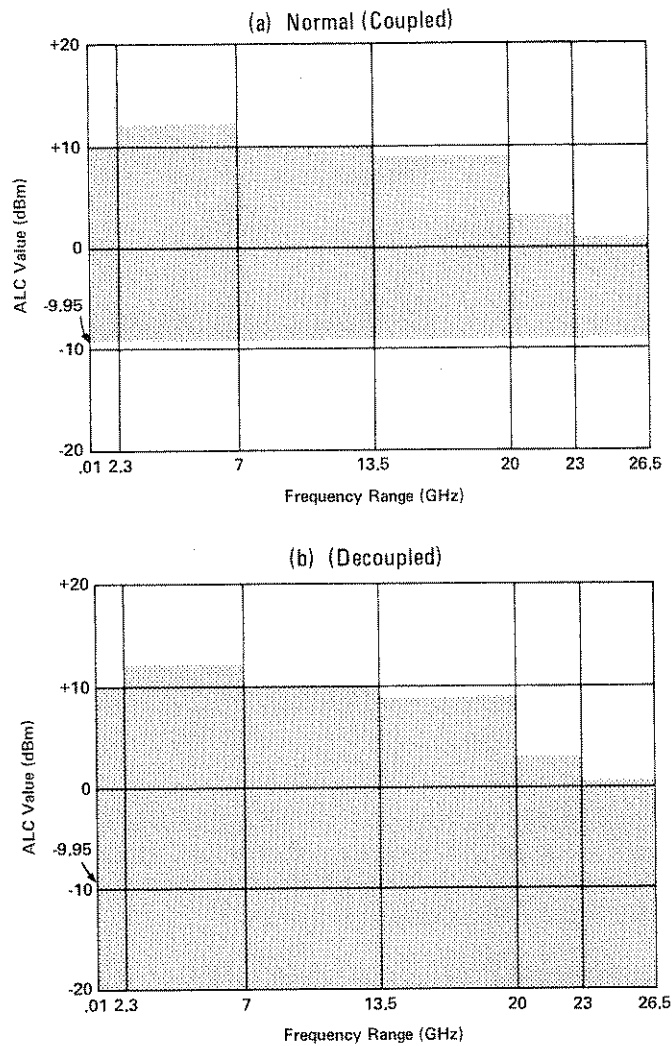 (a) Normal (Coupled)
+20
+10
0
-9.95
-10
-20
ALC Value (dBm)
.01 2.3 7 13.5 20 23 26.5
Frequency Range (GHz)
(b) (Decoupled)
+20
+10
0
-9.95
-10
-20
ALC Value (dBm)
.01 2.3 7 13.5 20 23 26.5
Frequency Range (GHz)